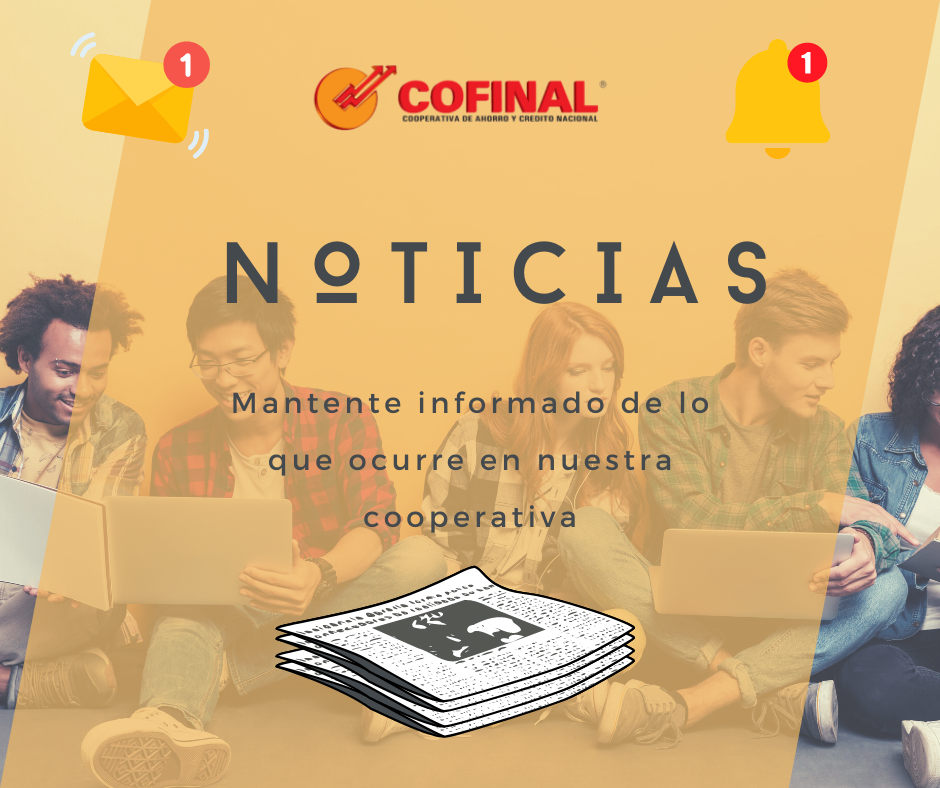 1
COFINAL®
COOPERATIVA DE AHORRO Y CREDITO NACIONAL
1
NOTICIAS
Mantente informado de lo
que ocurre en nuestra
cooperativa